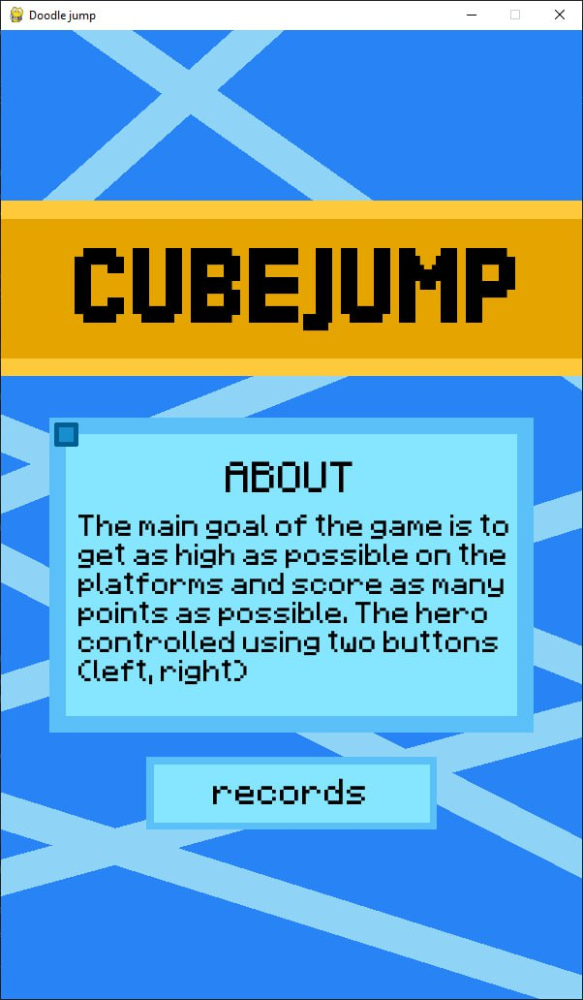 Doodle jump
CUBEJUMP
ABOUT
The main goal of the game is to
get as high as possible on the
platforms and score as many
points as possible. The hero
controlled using two buttons
(left, right)
records